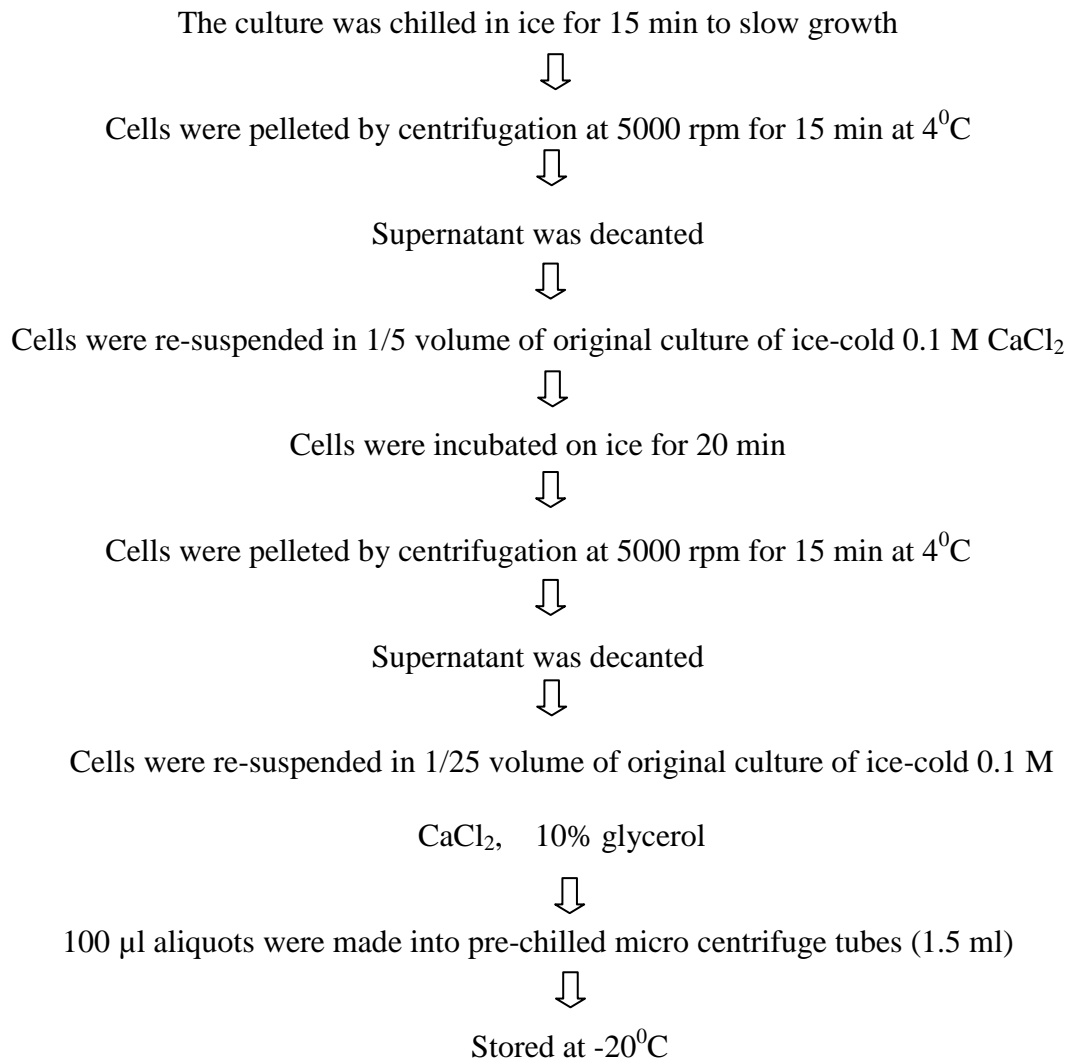 The culture was chilled in ice for 15 min to slow growth
Cells were pelleted by centrifugation at 5000 rpm for 15 min at 4⁰C
Supernatant was decanted
Cells were re-suspended in 1/5 volume of original culture of ice-cold 0.1 M CaCl₂
Cells were incubated on ice for 20 min
Cells were pelleted by centrifugation at 5000 rpm for 15 min at 4⁰C
Supernatant was decanted
Cells were re-suspended in 1/25 volume of original culture of ice-cold 0.1 M
CaCl₂, 10% glycerol
100 µl aliquots were made into pre-chilled micro centrifuge tubes (1.5 ml)
Stored at -20⁰C